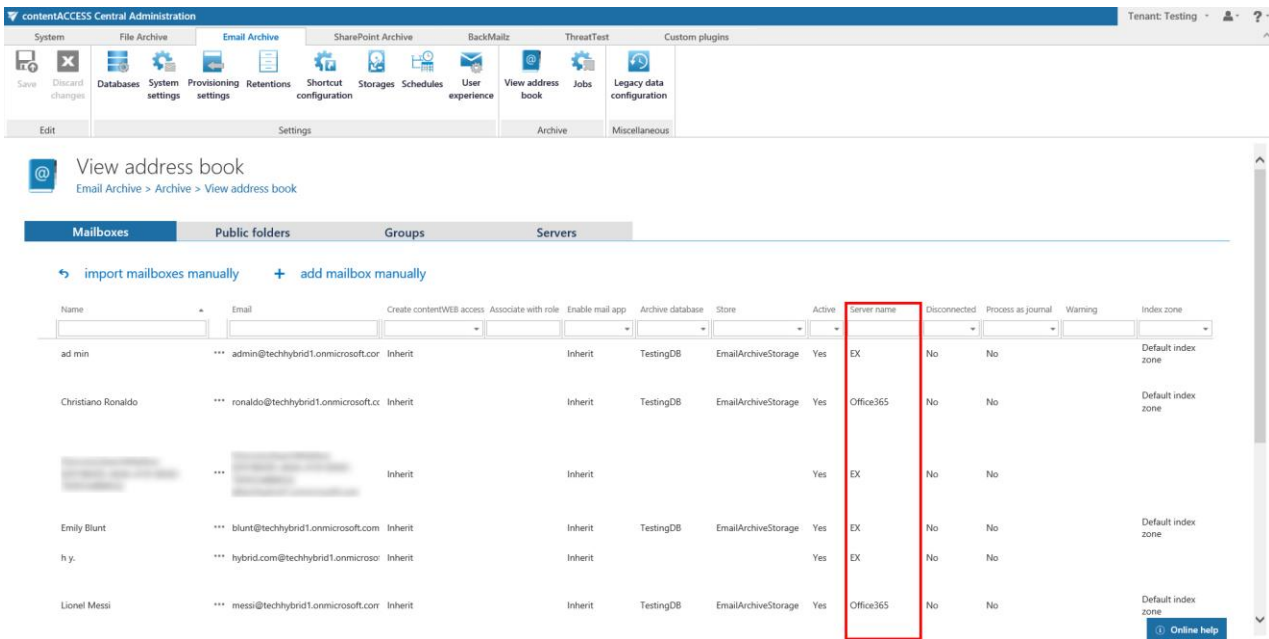 contentACCESS Central Administration Tenant: Testing ?
System File Archive Email Archive SharePoint Archive BackMailz ThreatTest Custom plugins
Save Discard changes Databases System settings Provisioning settings Retentions Shortcut configuration Storages Schedules User experience View address book Jobs Legacy data configuration
Edit Settings Archive Miscellaneous
View address book
Email Archive > Archive > View address book
Mailboxes Public folders Groups Servers
import mailboxes manually + add mailbox manually
Name Email Create contentWEB access Associate with role Enable mail app Archive database Store Active Server name Disconnected Process as journal Warning Index zone
ad min ••• admin@techhybrid1.onmicrosoft.cor Inherit Inherit TestingDB EmailArchiveStorage Yes EX No No Default index zone
Christiano Ronaldo ••• ronaldo@techhybrid1.onmicrosoft.cc Inherit Inherit TestingDB EmailArchiveStorage Yes Office365 No No Default index zone
••• Inherit Inherit Yes EX No No
Emily Blunt ••• blunt@techhybrid1.onmicrosoft.com Inherit Inherit TestingDB EmailArchiveStorage Yes EX No No Default index zone
h y. ••• hybrid.com@techhybrid1.onmicroso Inherit Inherit Yes EX No No
Lionel Messi ••• messi@techhybrid1.onmicrosoft.com Inherit Inherit TestingDB EmailArchiveStorage Yes Office365 No No Default index zone
Online help